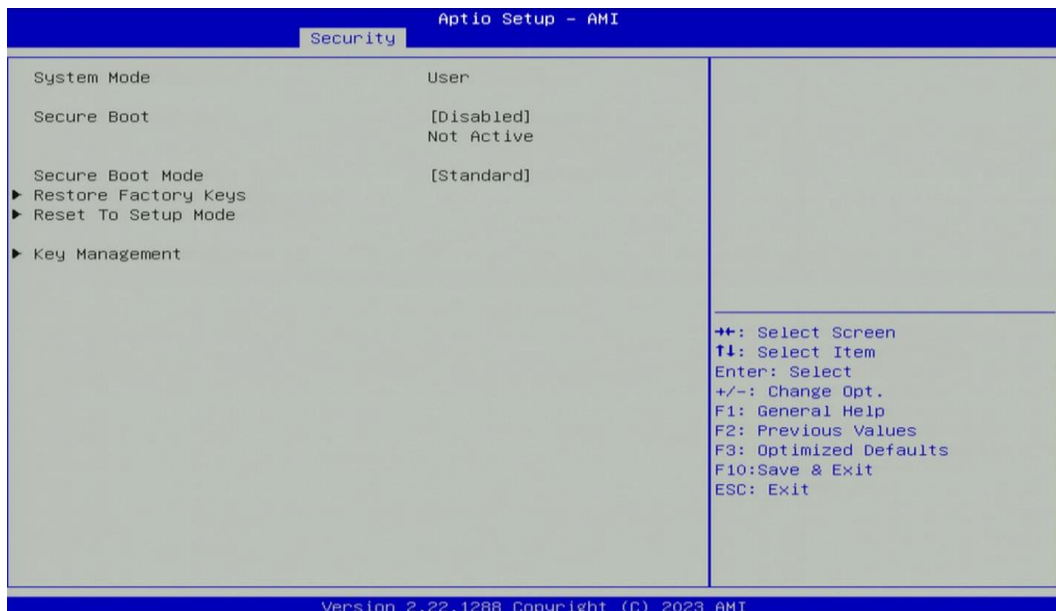 Aptio Setup – AMI
Security
System Mode User
Secure Boot [Disabled]
Not Active
Secure Boot Mode [Standard]
▶ Restore Factory Keys
▶ Reset To Setup Mode
▶ Key Management
→←: Select Screen
↑↓: Select Item
Enter: Select
+/-: Change Opt.
F1: General Help
F2: Previous Values
F3: Optimized Defaults
F10:Save & Exit
ESC: Exit
Version 2.22.1288 Copyright (C) 2023 AMI